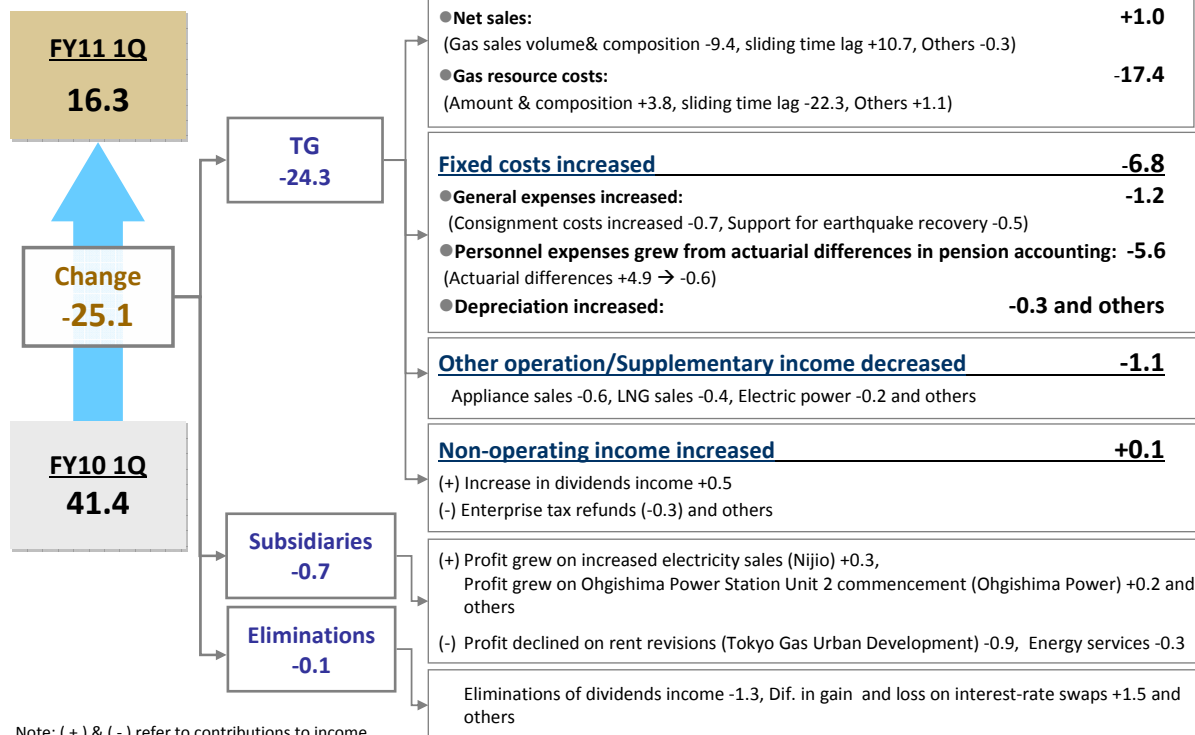 FY11 1Q
16.3
Change
-25.1
FY10 1Q
41.4
TG
-24.3
Subsidiaries
-0.7
Eliminations
-0.1
●Net sales: +1.0
(Gas sales volume& composition -9.4, sliding time lag +10.7, Others -0.3)
●Gas resource costs: -17.4
(Amount & composition +3.8, sliding time lag -22.3, Others +1.1)
Fixed costs increased -6.8
●General expenses increased: -1.2
(Consignment costs increased -0.7, Support for earthquake recovery -0.5)
●Personnel expenses grew from actuarial differences in pension accounting: -5.6
(Actuarial differences +4.9 → -0.6)
●Depreciation increased: -0.3 and others
Other operation/Supplementary income decreased -1.1
Appliance sales -0.6, LNG sales -0.4, Electric power -0.2 and others
Non-operating income increased +0.1
(+) Increase in dividends income +0.5
(-) Enterprise tax refunds (-0.3) and others
(+) Profit grew on increased electricity sales (Nijio) +0.3,
Profit grew on Ohgishima Power Station Unit 2 commencement (Ohgishima Power) +0.2 and
others
(-) Profit declined on rent revisions (Tokyo Gas Urban Development) -0.9, Energy services -0.3
Eliminations of dividends income -1.3, Dif. in gain and loss on interest-rate swaps +1.5 and
others
Note: ( + ) & ( - ) refer to contributions to income